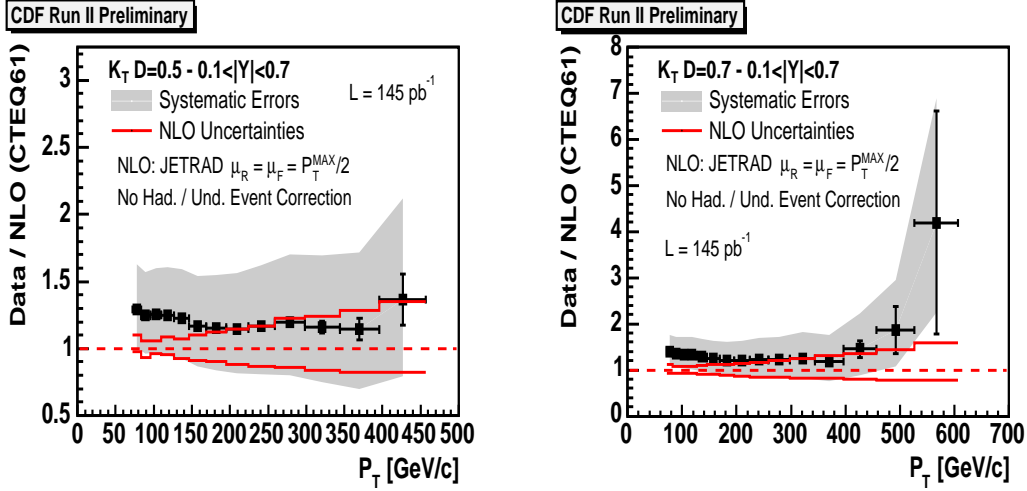 CDF Run II Preliminary
Data / NLO (CTEQ61)
K_T D=0.5 - 0.1<|Y|<0.7
Systematic Errors
L = 145 pb^-1
NLO Uncertainties
NLO: JETRAD μ_R = μ_F = P_T^MAX/2
No Had. / Und. Event Correction
3
2.5
2
1.5
1
0.5
0 50 100 150 200 250 300 350 400 450 500
P_T [GeV/c]
CDF Run II Preliminary
Data / NLO (CTEQ61)
K_T D=0.7 - 0.1<|Y|<0.7
Systematic Errors
NLO Uncertainties
NLO: JETRAD μ_R = μ_F = P_T^MAX/2
No Had. / Und. Event Correction
L = 145 pb^-1
8
7
6
5
4
3
2
1
0
0 100 200 300 400 500 600 700
P_T [GeV/c]